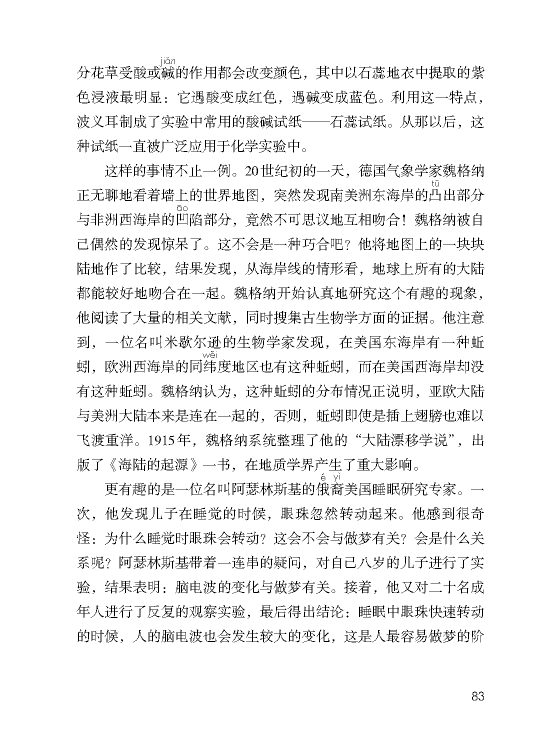 jiǎn
分花草受酸或碱的作用都会改变颜色，其中以石蕊地衣中提取的紫
色浸液最明显：它遇酸变成红色，遇碱变成蓝色。利用这一特点，
波义耳制成了实验中常用的酸碱试纸——石蕊试纸。从那以后，这
种试纸一直被广泛应用于化学实验中。
这样的事情不止一例。20世纪初的一天，德国气象学家魏格纳
tū
正无聊地看着墙上的世界地图，突然发现南美洲东海岸的凸出部分
āo
与非洲西海岸的凹陷部分，竟然不可思议地互相吻合！魏格纳被自
己偶然的发现惊呆了。这不会是一种巧合吧？他将地图上的一块块
陆地作了比较，结果发现，从海岸线的情形看，地球上所有的大陆
都能较好地吻合在一起。魏格纳开始认真地研究这个有趣的现象，
他阅读了大量的相关文献，同时搜集古生物学方面的证据。他注意
到，一位名叫米歇尔逊的生物学家发现，在美国东海岸有一种蚯
wěi
蚓，欧洲西海岸的同纬度地区也有这种蚯蚓，而在美国西海岸却没
有这种蚯蚓。魏格纳认为，这种蚯蚓的分布情况正说明，亚欧大陆
与美洲大陆本来是连在一起的，否则，蚯蚓即使是插上翅膀也难以
飞渡重洋。1915年，魏格纳系统整理了他的“大陆漂移学说”，出
版了《海陆的起源》一书，在地质学界产生了重大影响。
é yì
更有趣的是一位名叫阿瑟林斯基的俄裔美国睡眠研究专家。一
次，他发现儿子在睡觉的时候，眼珠忽然转动起来。他感到很奇
怪：为什么睡觉时眼珠会转动？这会不会与做梦有关？会是什么关
系呢？阿瑟林斯基带着一连串的疑问，对自己八岁的儿子进行了实
验，结果表明：脑电波的变化与做梦有关。接着，他又对二十名成
年人进行了反复的观察实验，最后得出结论：睡眠中眼珠快速转动
的时候，人的脑电波也会发生较大的变化，这是人最容易做梦的阶
83